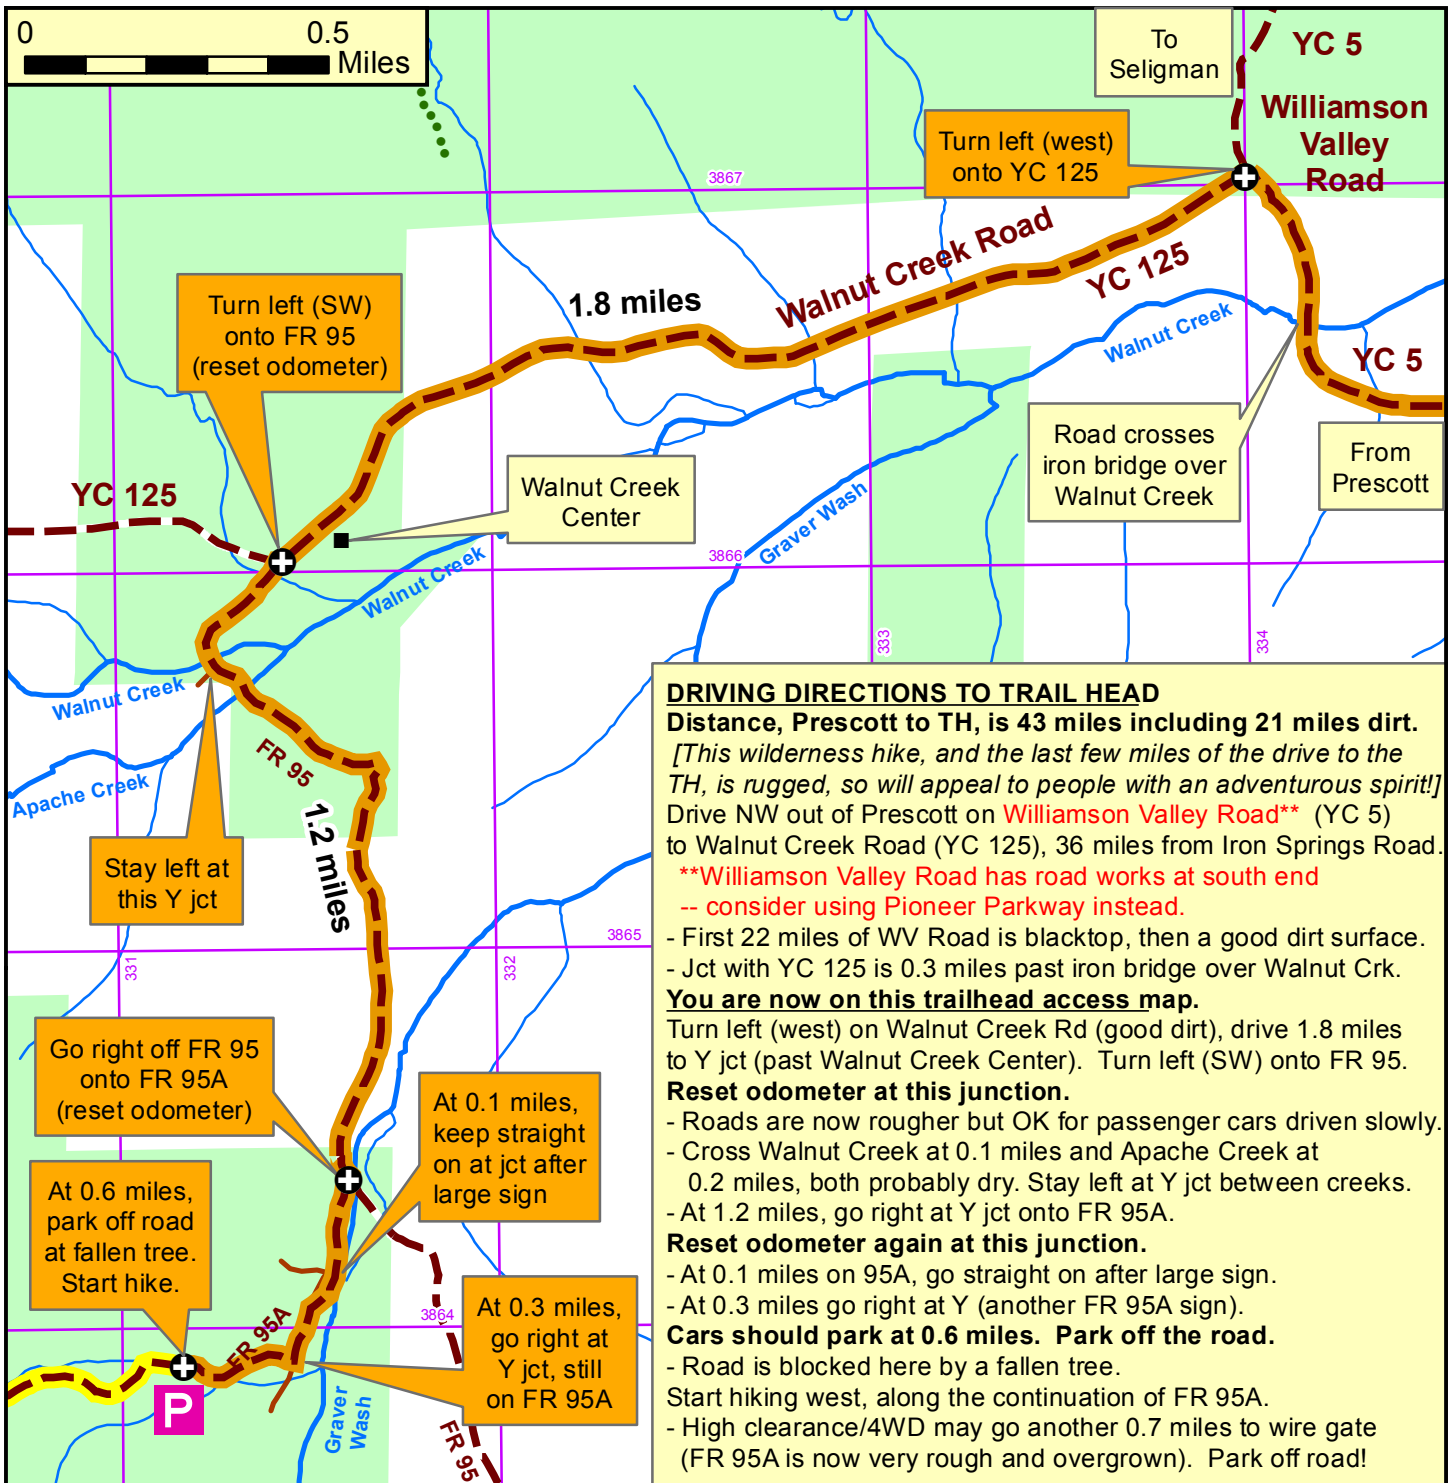 0 0.5
Miles
To
Seligman
YC 5
Williamson
Valley
Road
Turn left (west)
onto YC 125
3867
Walnut Creek Road
YC 125
1.8 miles
Turn left (SW)
onto FR 95
(reset odometer)
Walnut Creek
YC 5
Road crosses
iron bridge over
Walnut Creek
From
Prescott
YC 125
Walnut Creek
Center
Graver Wash
3866
Walnut Creek
333
334
Walnut Creek
FR 95
Apache Creek
1.2 miles
Stay left at
this Y jct
3865
331
332
Go right off FR 95
onto FR 95A
(reset odometer)
At 0.1 miles,
keep straight
on at jct after
large sign
At 0.6 miles,
park off road
at fallen tree.
Start hike.
3864
At 0.3 miles,
go right at
Y jct, still
on FR 95A
FR 95A
P
Graver
Wash
FR 95
DRIVING DIRECTIONS TO TRAIL HEAD
Distance, Prescott to TH, is 43 miles including 21 miles dirt.
[This wilderness hike, and the last few miles of the drive to the
TH, is rugged, so will appeal to people with an adventurous spirit!]
Drive NW out of Prescott on Williamson Valley Road** (YC 5)
to Walnut Creek Road (YC 125), 36 miles from Iron Springs Road.
**Williamson Valley Road has road works at south end
-- consider using Pioneer Parkway instead.
- First 22 miles of WV Road is blacktop, then a good dirt surface.
- Jct with YC 125 is 0.3 miles past iron bridge over Walnut Crk.
You are now on this trailhead access map.
Turn left (west) on Walnut Creek Rd (good dirt), drive 1.8 miles
to Y jct (past Walnut Creek Center). Turn left (SW) onto FR 95.
Reset odometer at this junction.
- Roads are now rougher but OK for passenger cars driven slowly.
- Cross Walnut Creek at 0.1 miles and Apache Creek at
0.2 miles, both probably dry. Stay left at Y jct between creeks.
- At 1.2 miles, go right at Y jct onto FR 95A.
Reset odometer again at this junction.
- At 0.1 miles on 95A, go straight on after large sign.
- At 0.3 miles go right at Y (another FR 95A sign).
Cars should park at 0.6 miles. Park off the road.
- Road is blocked here by a fallen tree.
Start hiking west, along the continuation of FR 95A.
- High clearance/4WD may go another 0.7 miles to wire gate
(FR 95A is now very rough and overgrown). Park off road!